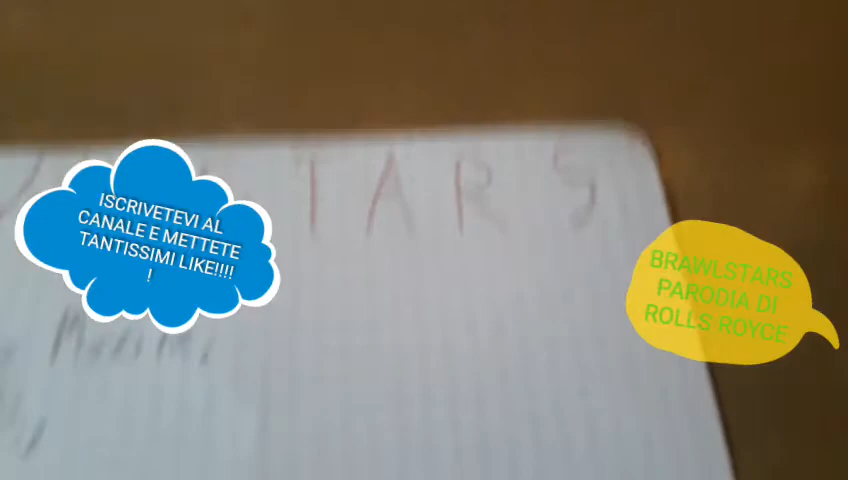 TARS
ISCRIVETEVI AL
CANALE E METTETE
TANTISSIMI LIKE!!!!
!
BRAWLSTARS
PARODIA DI
ROLLS ROYCE